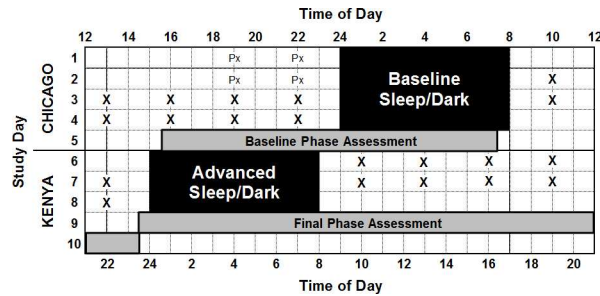 Time of Day
12 14 16 18 20 22 24 2 4 6 8 10 12
CHICAGO
KENYA
Study Day
1 Px Px
2 Px Px X
3 X X X X X
4 X X X X
5 Baseline Phase Assessment
Baseline
Sleep/Dark
6 X X X X
7 X X X X X
8 X
Advanced
Sleep/Dark
9 Final Phase Assessment
10
22 24 2 4 6 8 10 12 14 16 18 20
Time of Day